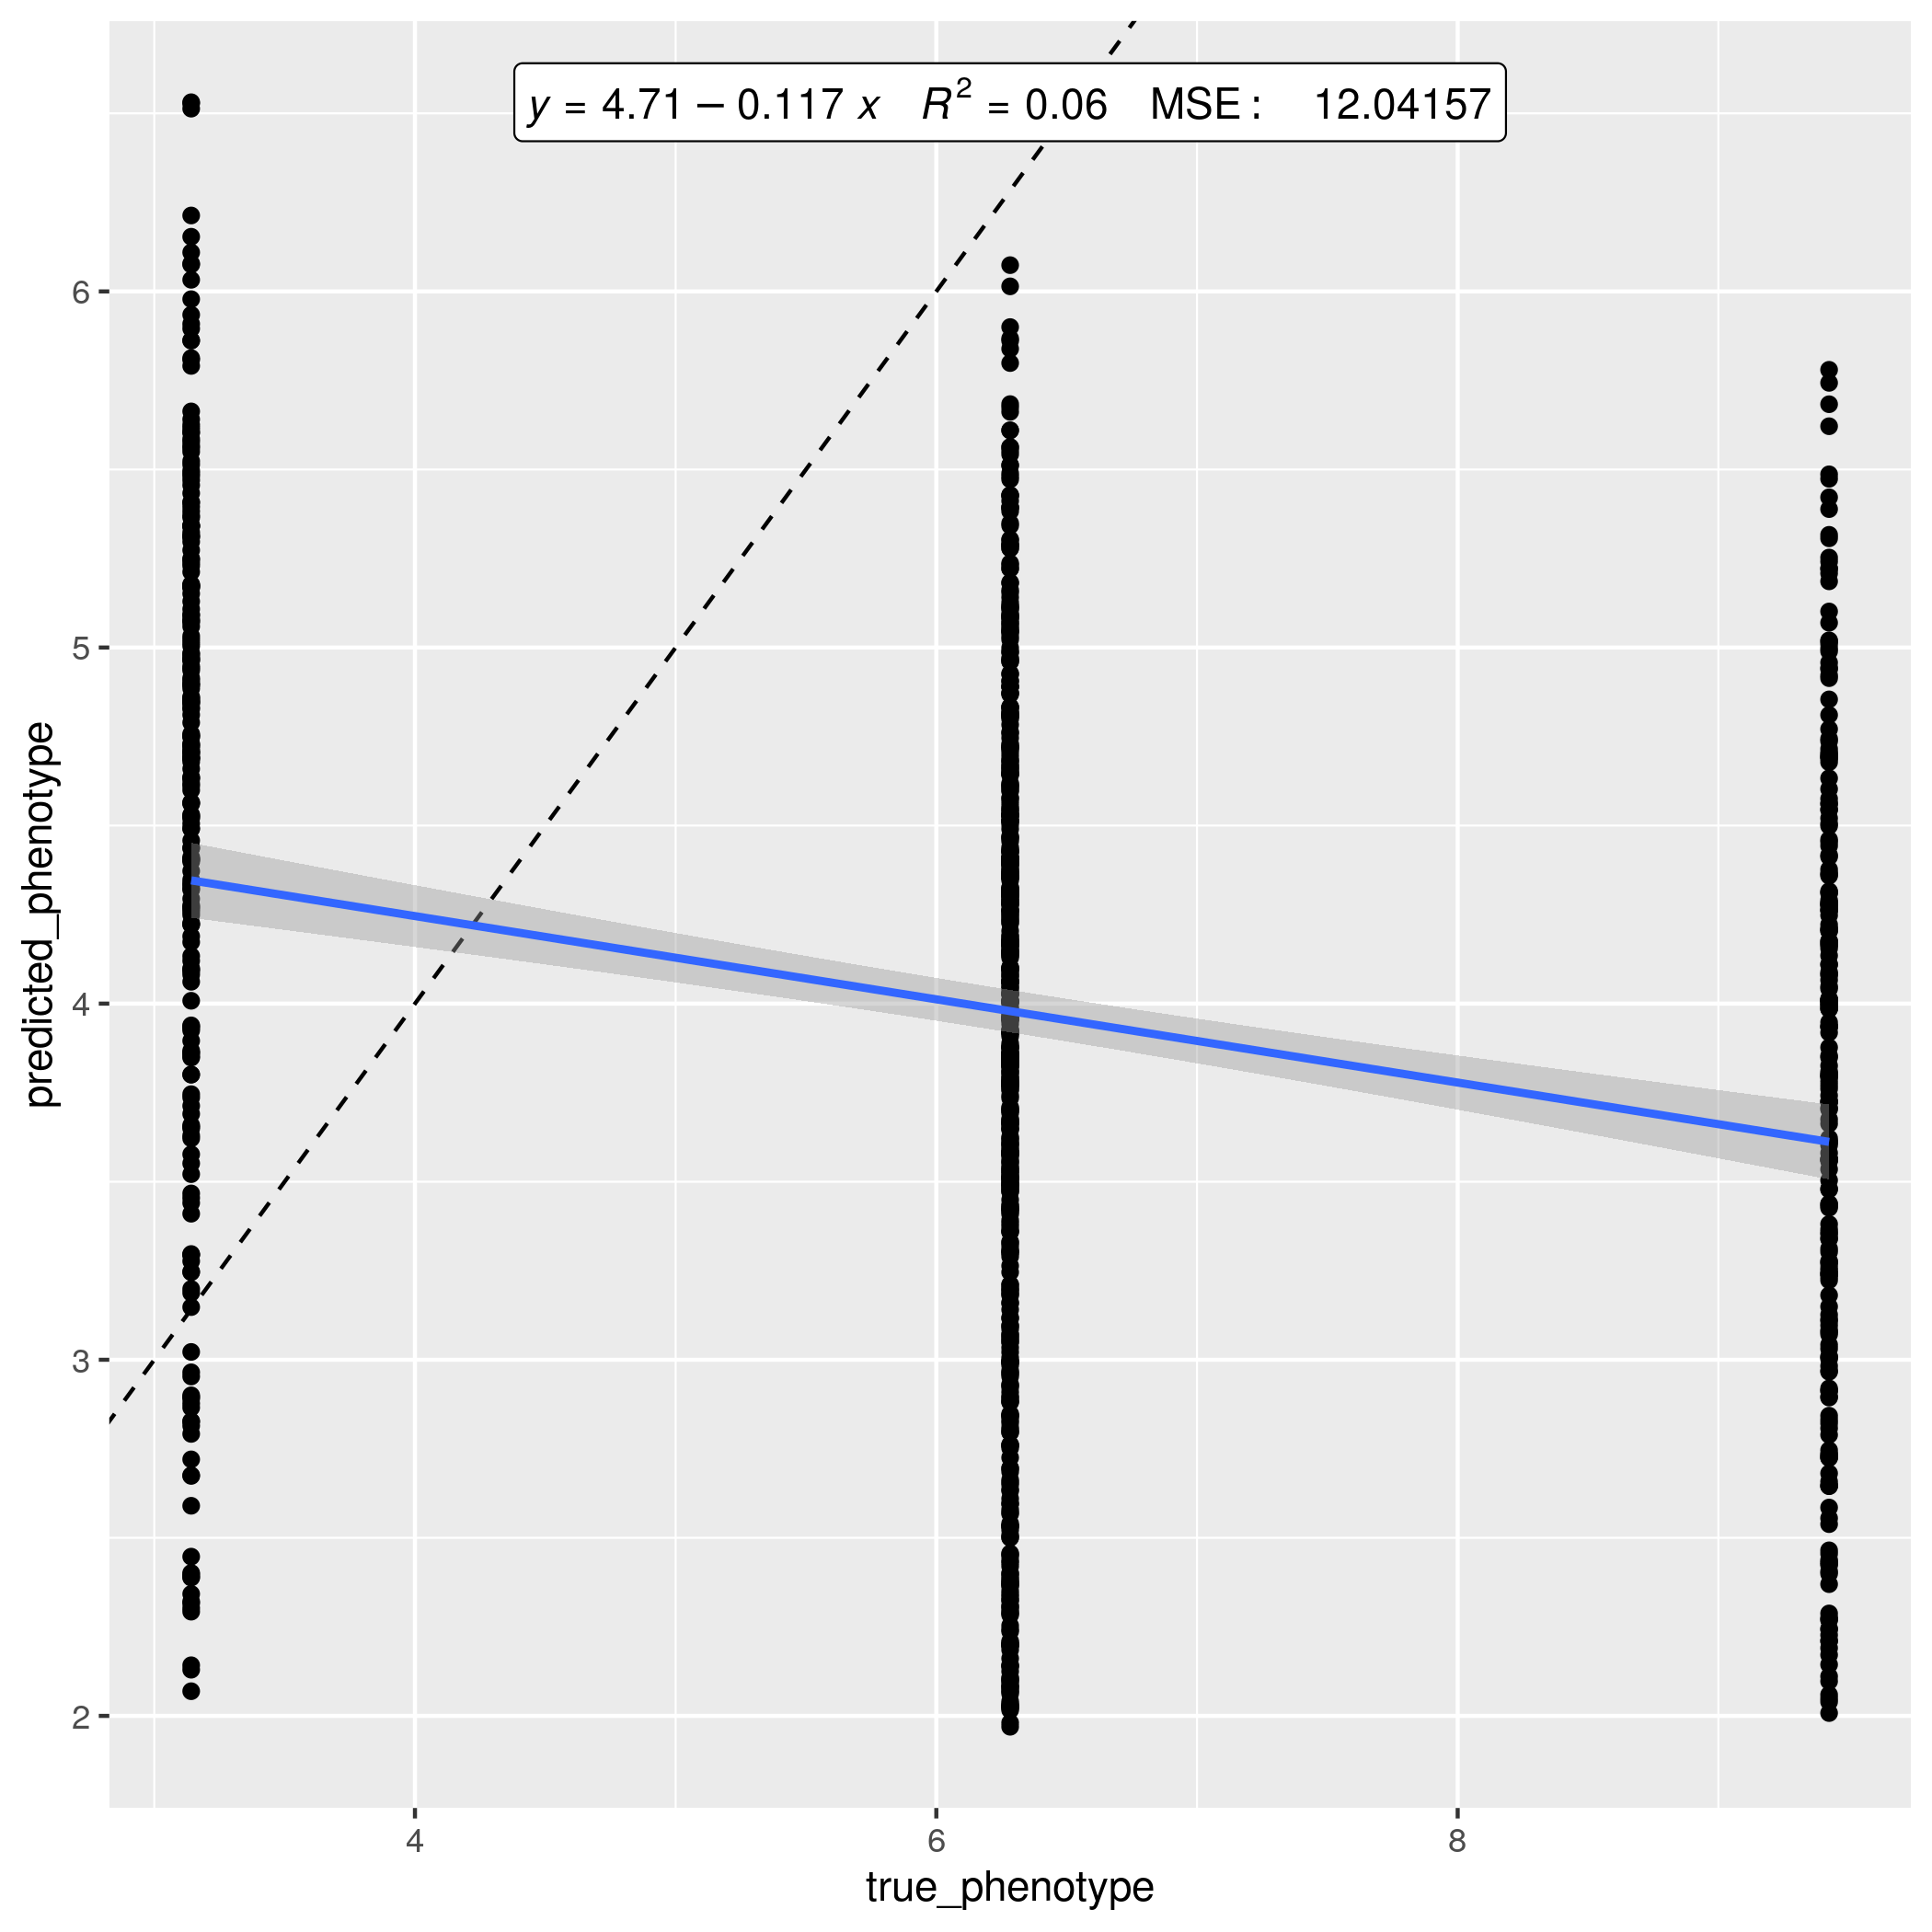 y = 4.71 − 0.117 x R² = 0.06 MSE : 12.04157
6
5
4
3
2
predicted_phenotype
4 6 8
true_phenotype